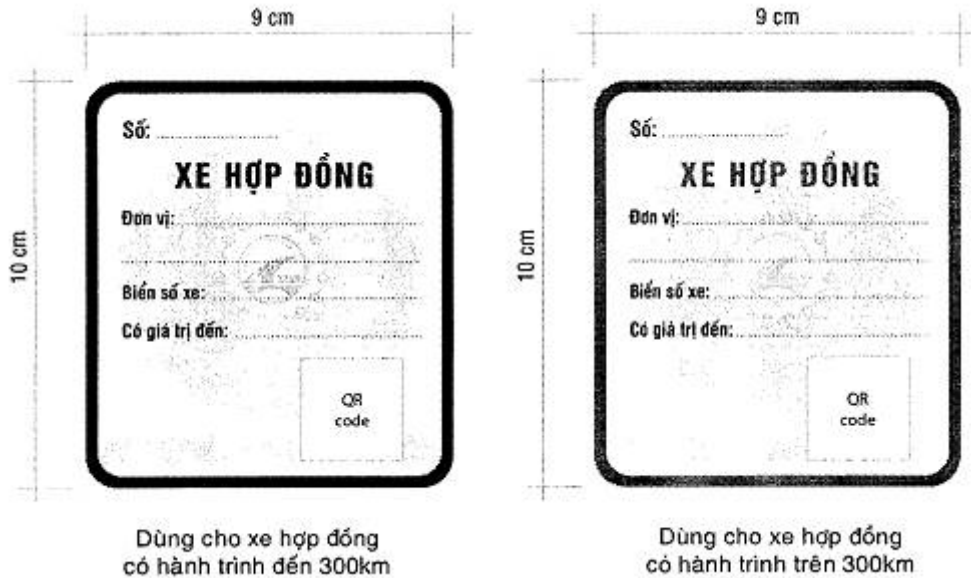 9 cm
10 cm
Số:
XE HỢP ĐỒNG
Đơn vị:
Biển số xe:
Có giá trị đến:
QR
code
Dùng cho xe hợp đồng
có hành trình đến 300km
9 cm
10 cm
Số:
XE HỢP ĐỒNG
Đơn vị:
Biển số xe:
Có giá trị đến:
QR
code
Dùng cho xe hợp đồng
có hành trình trên 300km